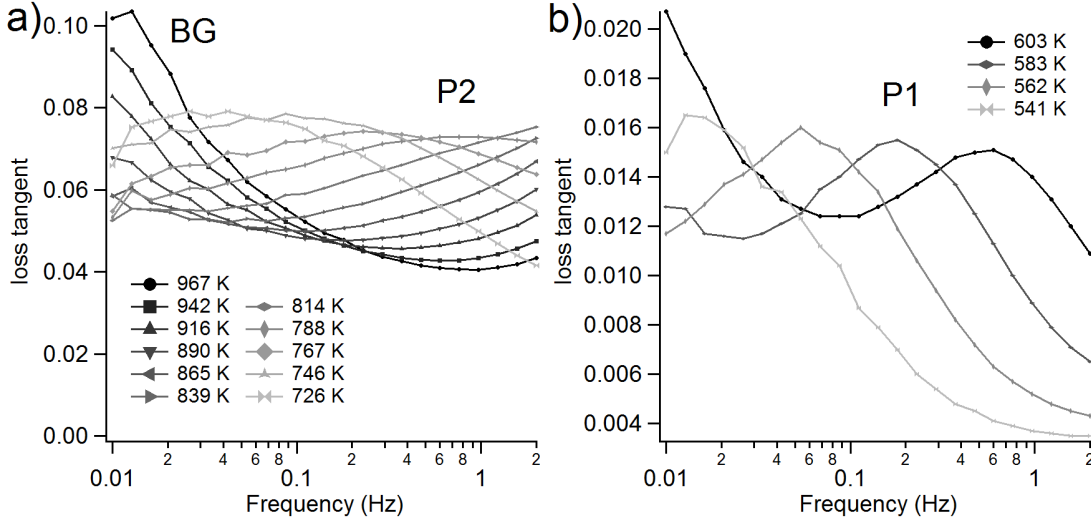 a)
BG
P2
loss tangent
0.10
0.08
0.06
0.04
0.02
0.00
967 K
942 K
916 K
890 K
865 K
839 K
814 K
788 K
767 K
746 K
726 K
0.01
2
4
6
8
0.1
2
4
6
8
1
2
Frequency (Hz)
b)
P1
loss tangent
0.020
0.018
0.016
0.014
0.012
0.010
0.008
0.006
0.004
603 K
583 K
562 K
541 K
0.01
2
4
6
8
0.1
2
4
6
8
1
2
Frequency (Hz)